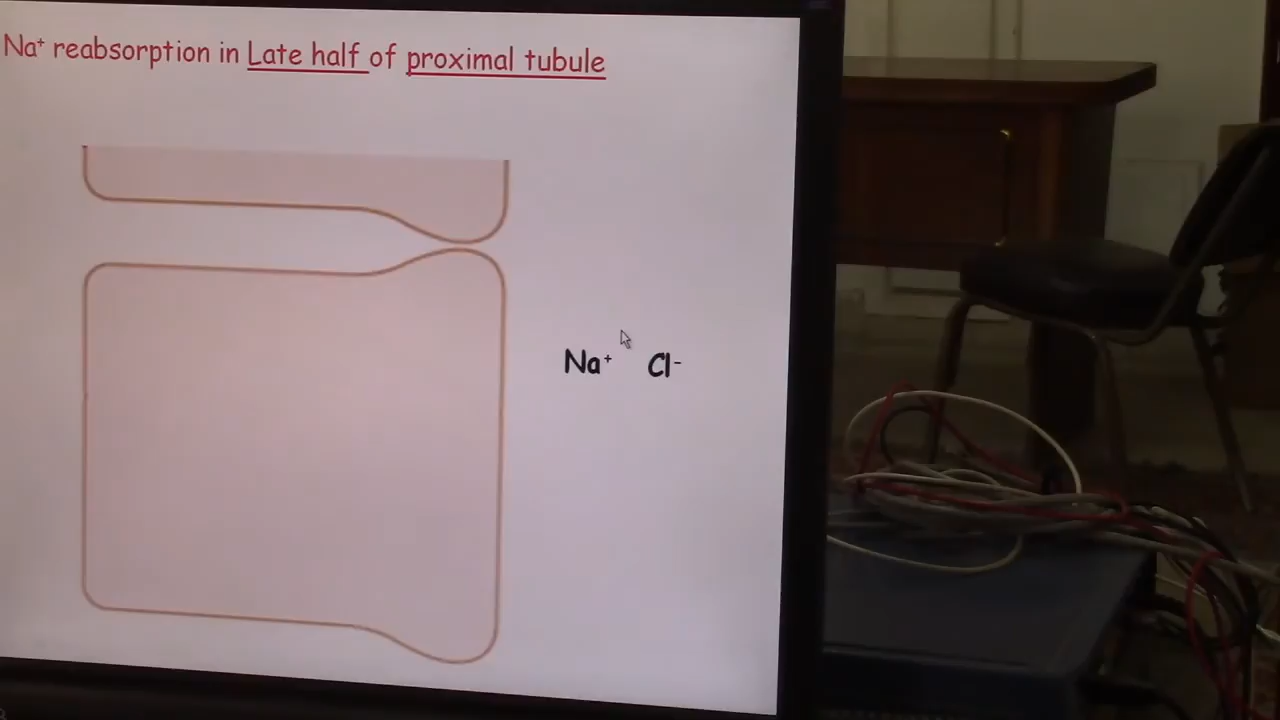 Na⁺ reabsorption in Late half of proximal tubule
Na⁺ Cl⁻